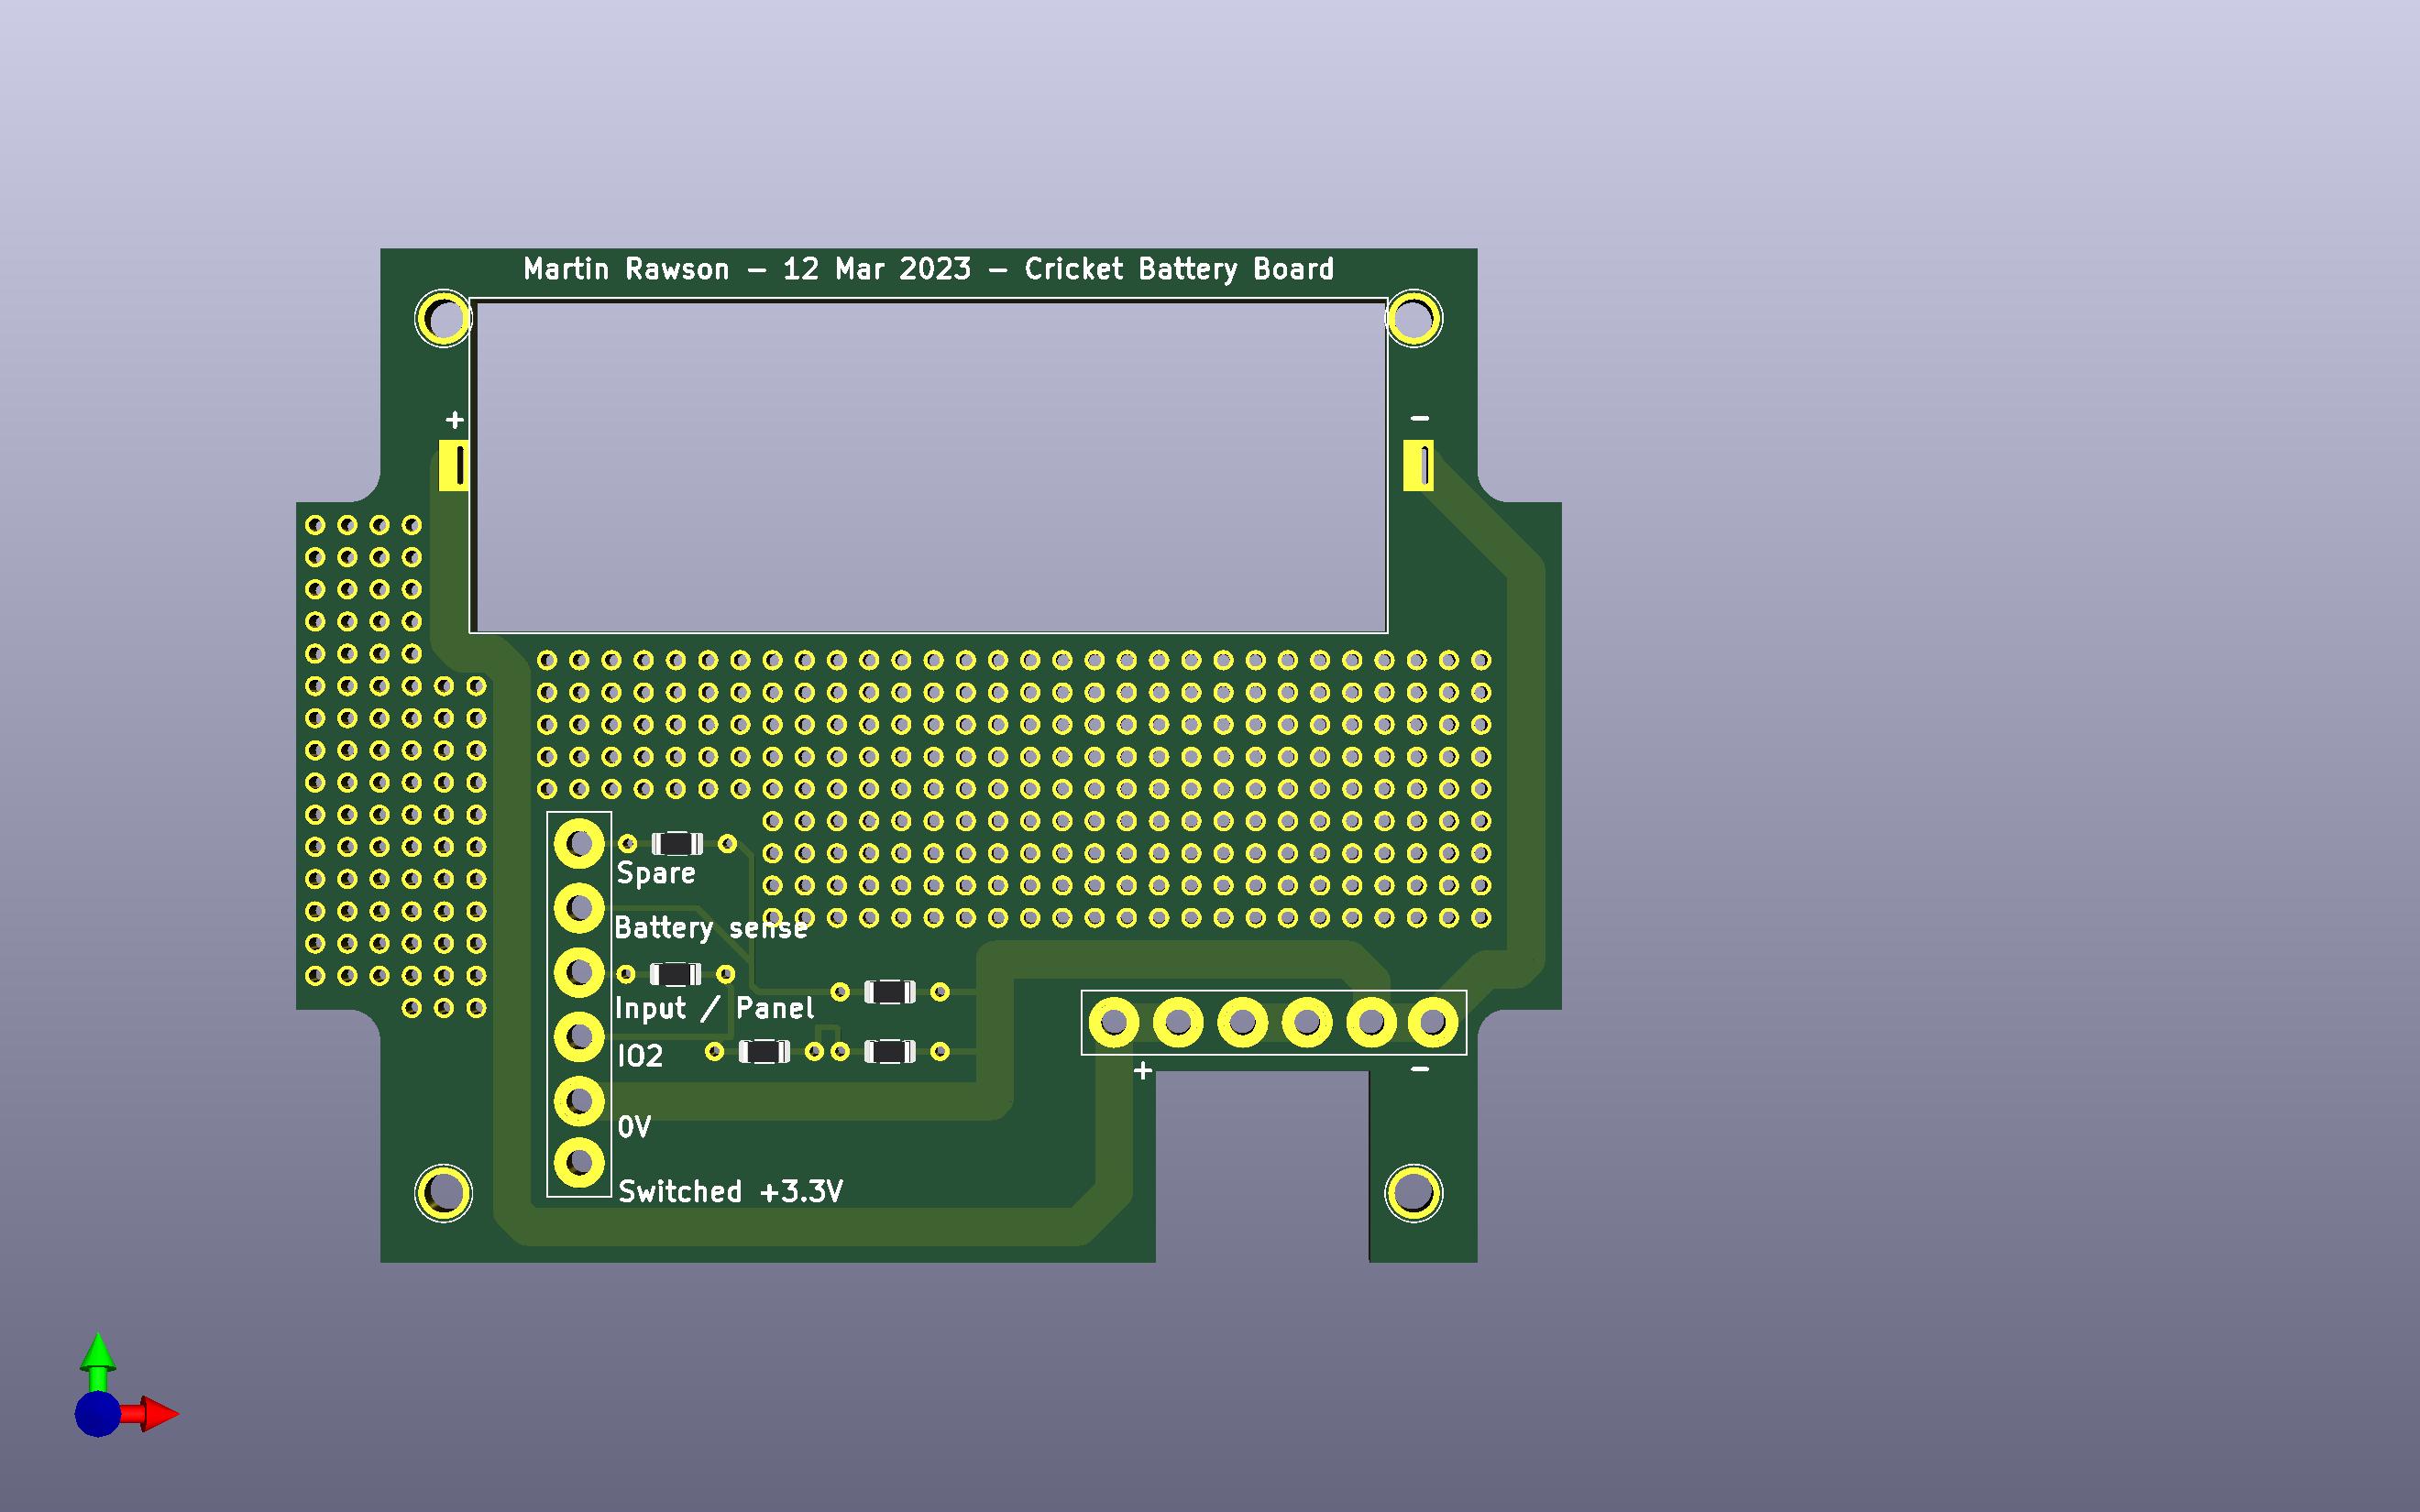 Martin Rawson – 12 Mar 2023 – Cricket Battery Board
+ −
Spare
Battery sense
Input / Panel
IO2
+ −
0V
Switched +3.3V